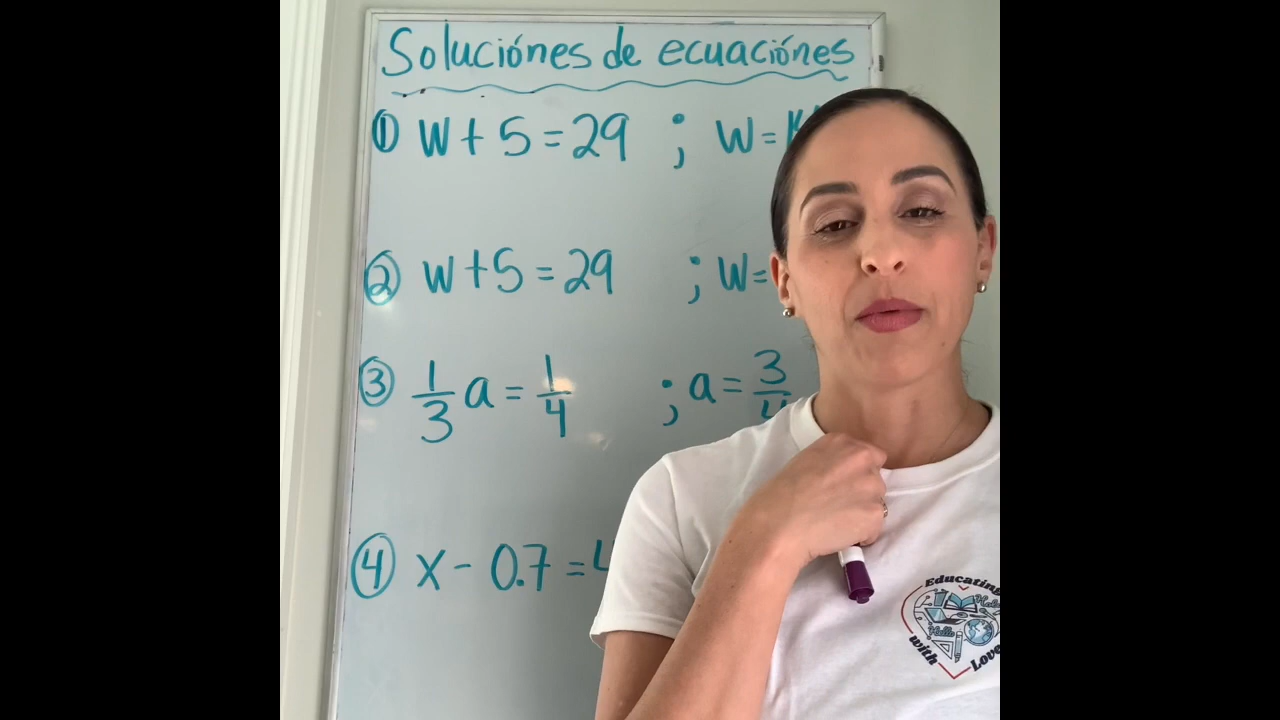 Soluciónes de ecuaciónes
① w + 5 = 29 ; w =
② w + 5 = 29 ; w =
③ 1/3 a = 1/4 ; a = 3/4
④ x - 0.7 =
Educating
with
Love